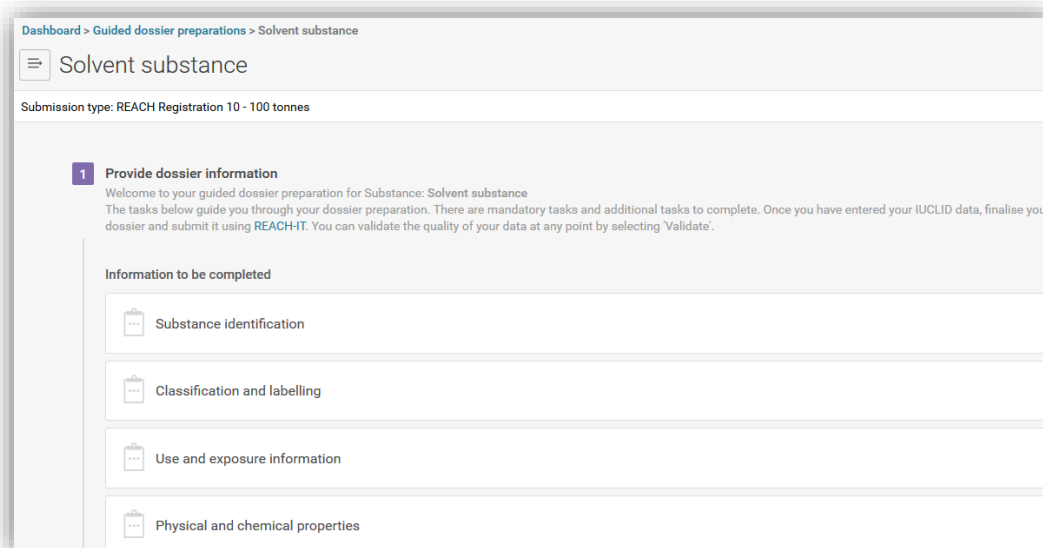 Dashboard > Guided dossier preparations > Solvent substance
Solvent substance
Submission type: REACH Registration 10 - 100 tonnes
1 Provide dossier information
Welcome to your guided dossier preparation for Substance: Solvent substance
The tasks below guide you through your dossier preparation. There are mandatory tasks and additional tasks to complete. Once you have entered your IUCLID data, finalise you
dossier and submit it using REACH-IT. You can validate the quality of your data at any point by selecting 'Validate'.
Information to be completed
Substance identification
Classification and labelling
Use and exposure information
Physical and chemical properties